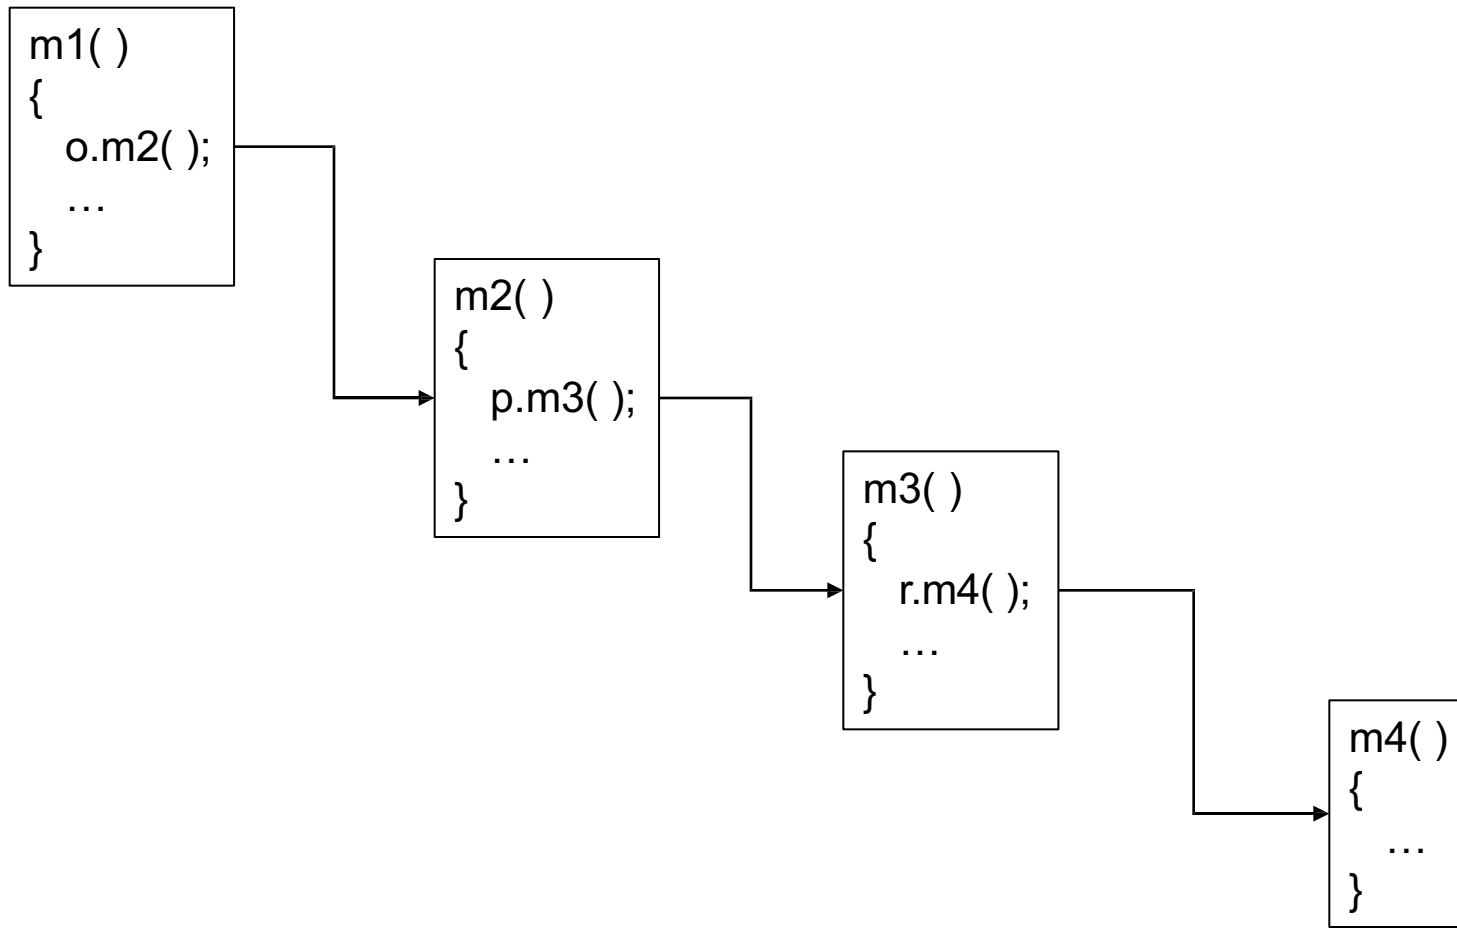 m1( )
{
o.m2( );
…
}
m2( )
{
p.m3( );
…
}
m3( )
{
r.m4( );
…
}
m4( )
{
…
}